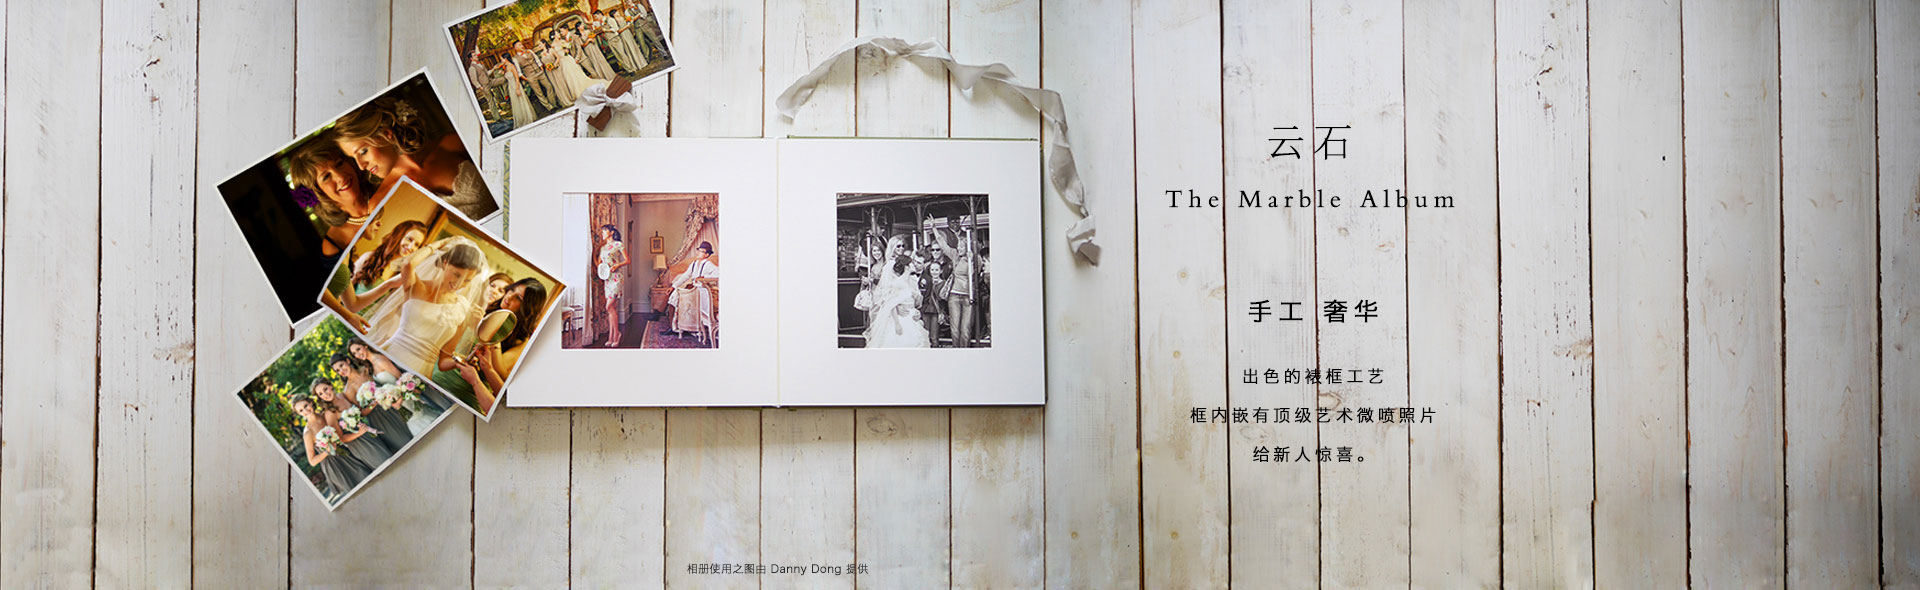 云石
The Marble Album
手工 奢华
出色的裱框工艺
框内嵌有顶级艺术微喷照片
给新人惊喜。
相册使用之图由 Danny Dong 提供